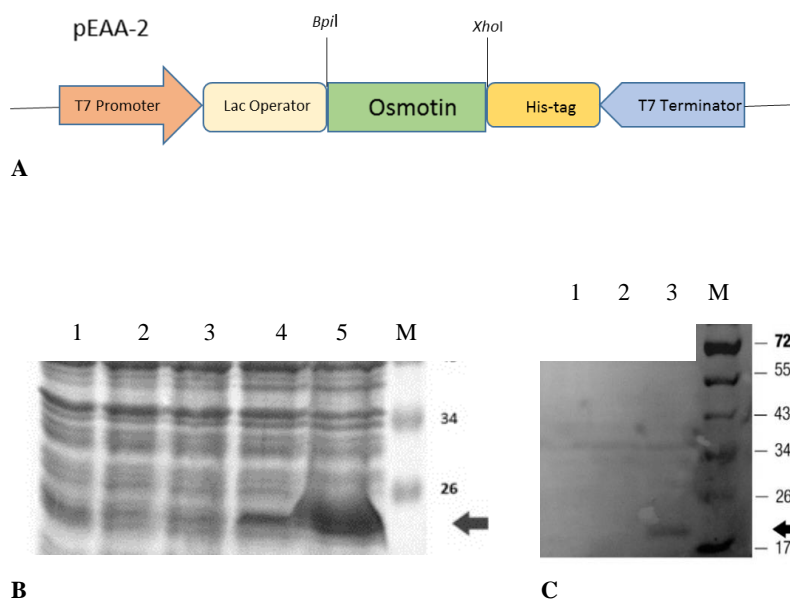 pEAA-2
BpiI
XhoI
T7 Promoter
Lac Operator
Osmotin
His-tag
T7 Terminator
A
1 2 3 4 5 M
34
26
B
1 2 3 M
72
55
43
34
26
17
C